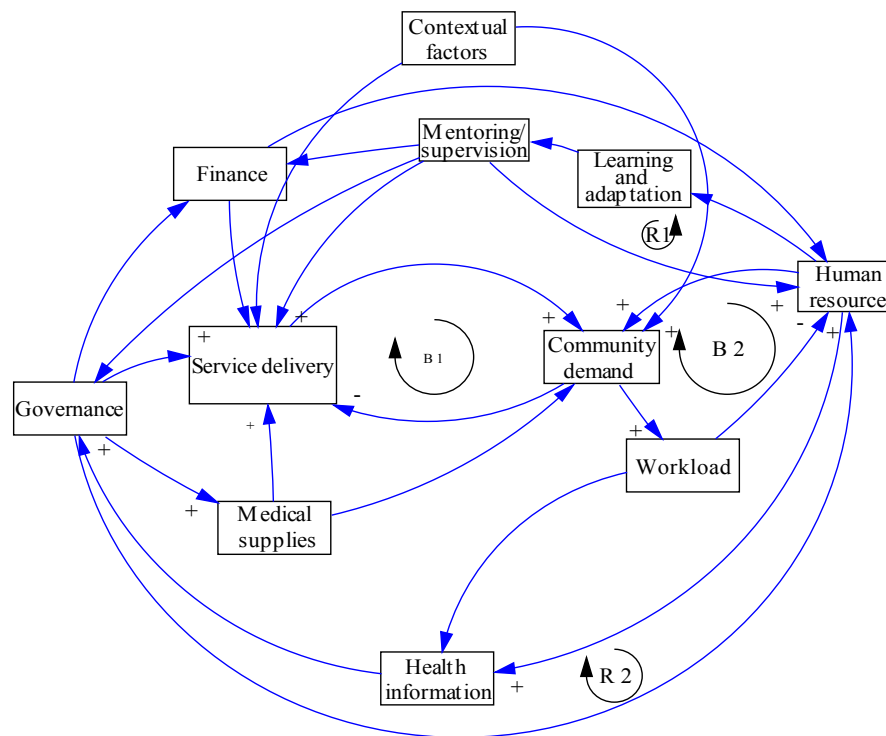 Contextual
factors
Mentoring/
supervision
Learning
and
adaptation
Finance
R1
Human
resource
+
+
+
+
-
+
+
+
Service delivery
B 1
Community
demand
B 2
+
-
Governance
+
+
+
Workload
+
Medical
supplies
Health
information
+
R 2